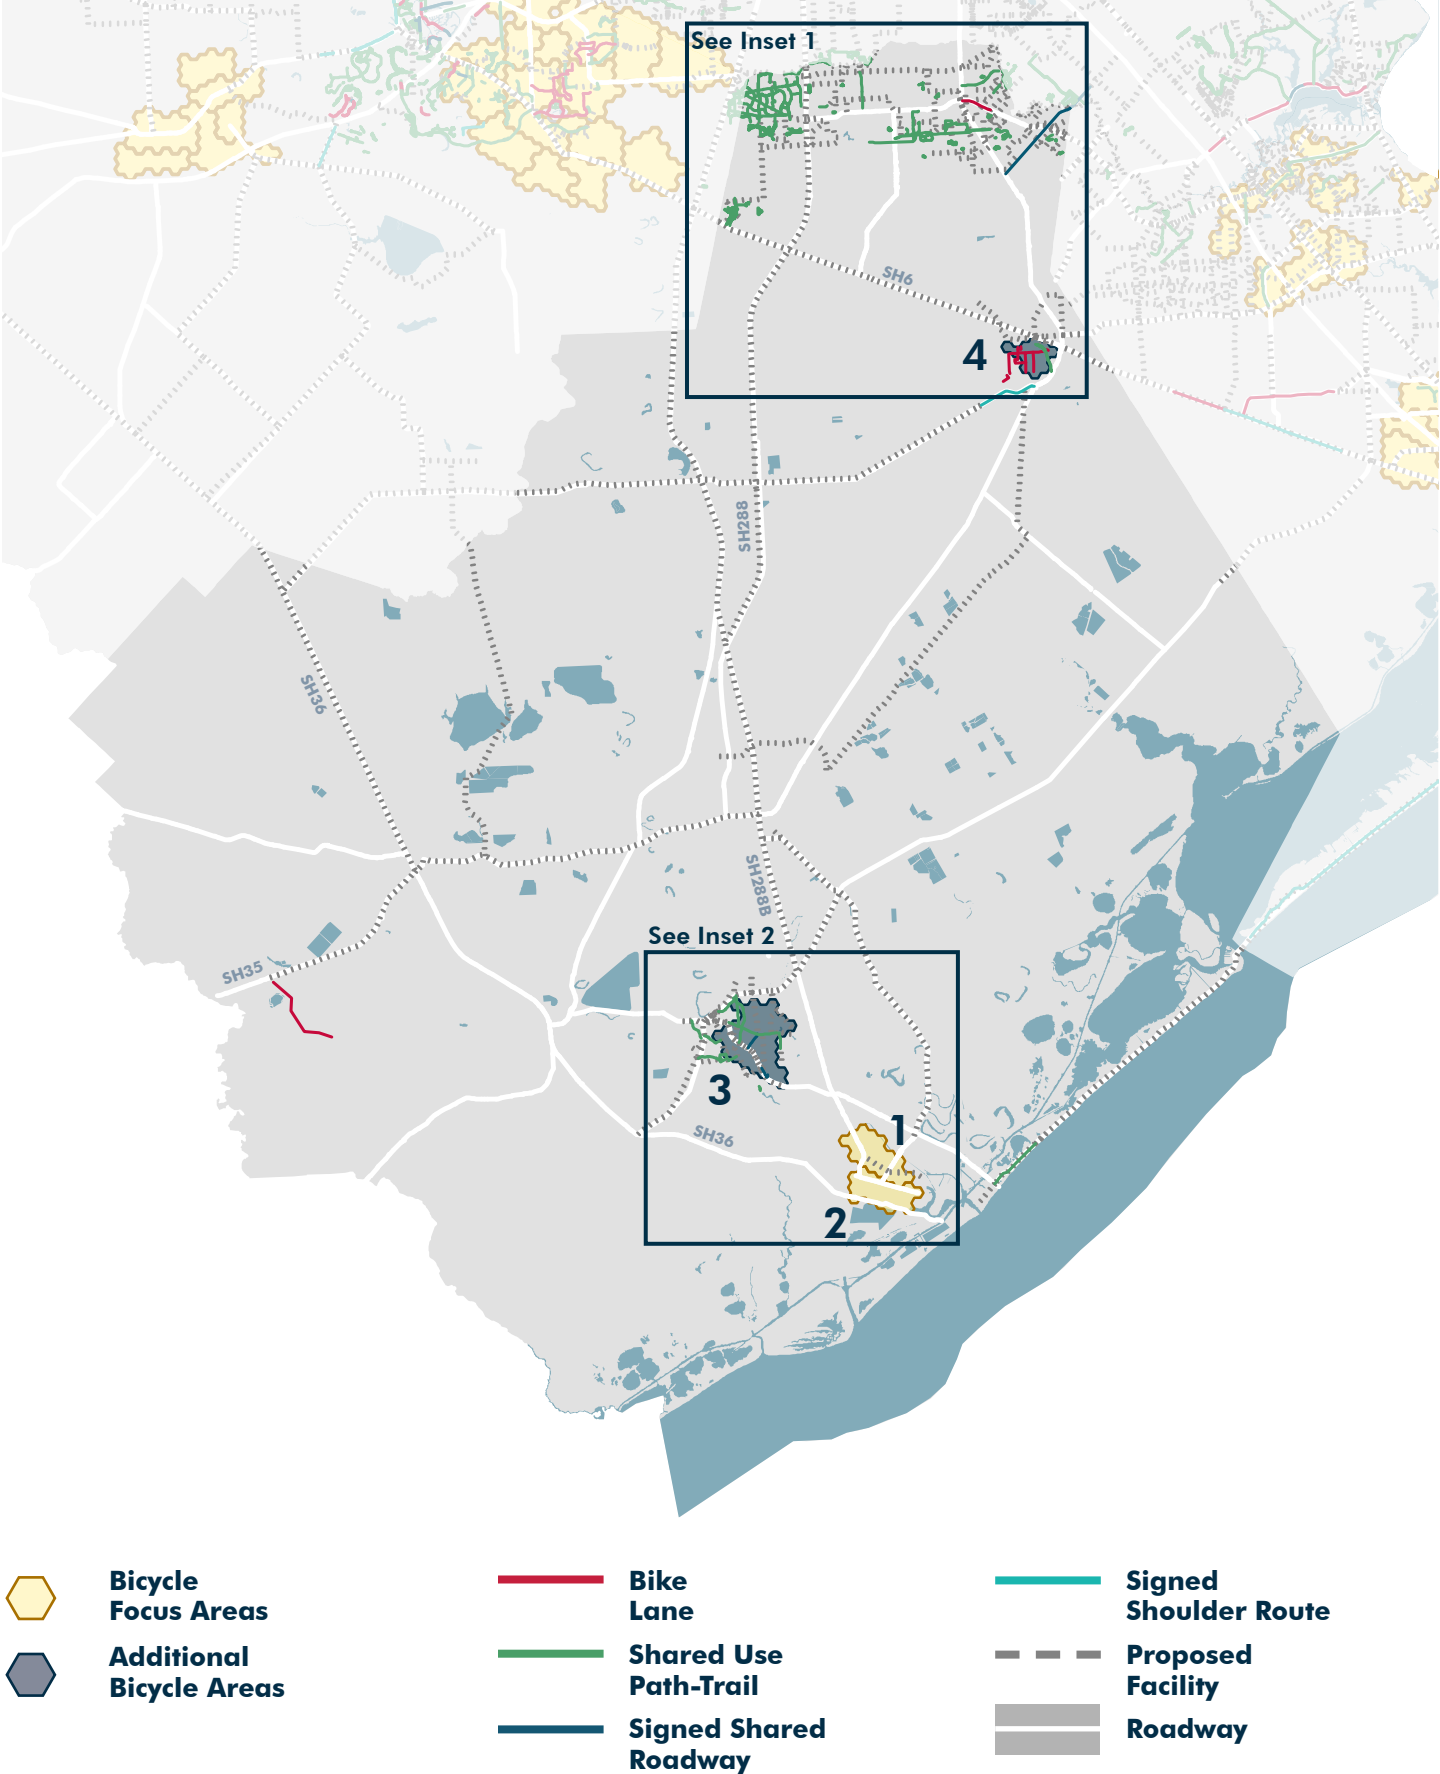 See Inset 1
SH6
4
SH288
SH36
SH288B
See Inset 2
SH35
3
1
SH36
2
Bicycle
Focus Areas
Additional
Bicycle Areas
Bike
Lane
Shared Use
Path-Trail
Signed Shared
Roadway
Signed
Shoulder Route
Proposed
Facility
Roadway